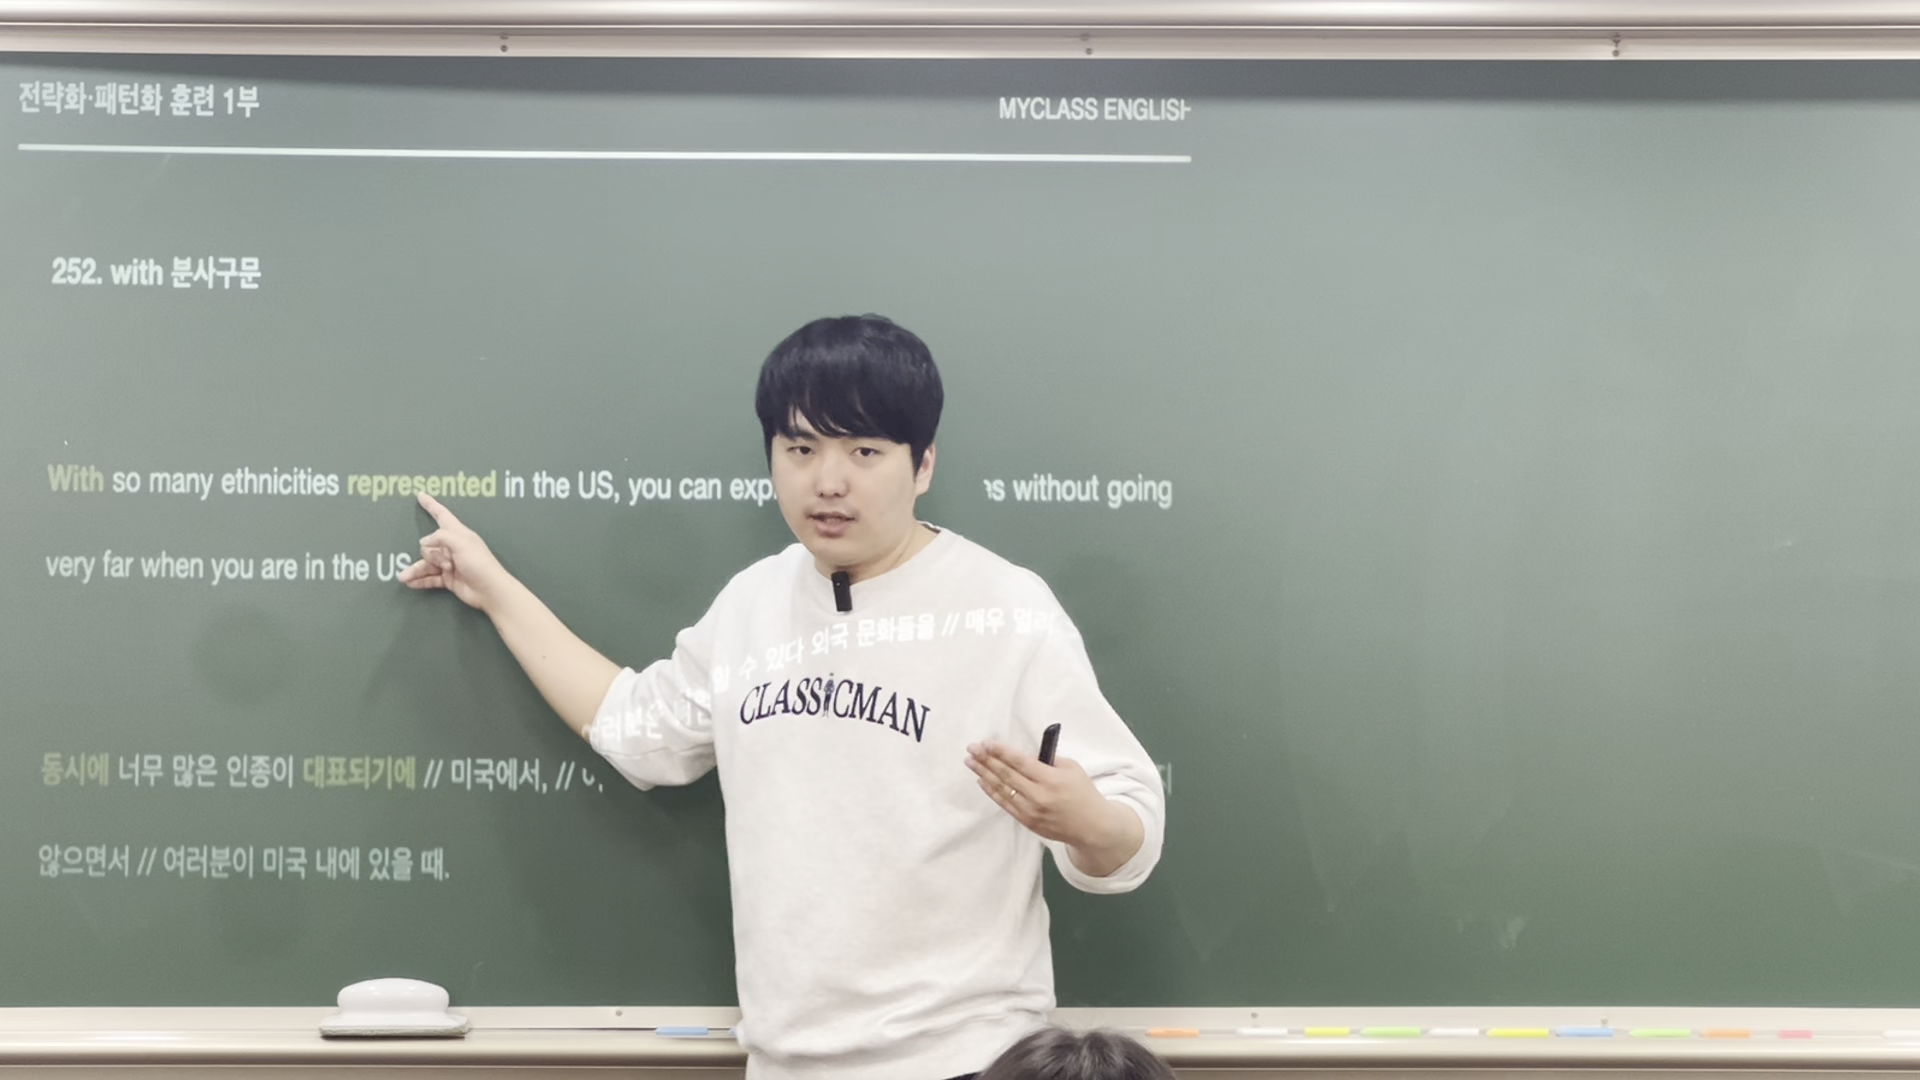 전략화·패턴화 훈련 1부
MYCLASS ENGLISH
252. with 분사구문
With so many ethnicities represented in the US, you can without going
very far when you are in the US
할 수 있다 외국 문화들을 // 매우 멀리
CLASSICMAN
동시에 너무 많은 인종이 대표되기에 // 미국에서, //
않으면서 // 여러분이 미국 내에 있을 때.